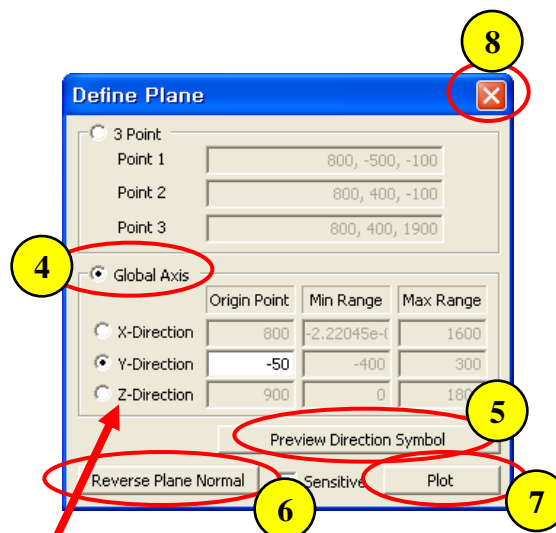 8
Define Plane
3 Point
Point 1 800, -500, -100
Point 2 800, 400, -100
Point 3 800, 400, 1900
4
Global Axis
Origin Point Min Range Max Range
X-Direction 800 1600
Y-Direction -50 -400 300
Z-Direction 900 0
5
Preview Direction Symbol
Reverse Plane Normal Sensitive Plot
6
7